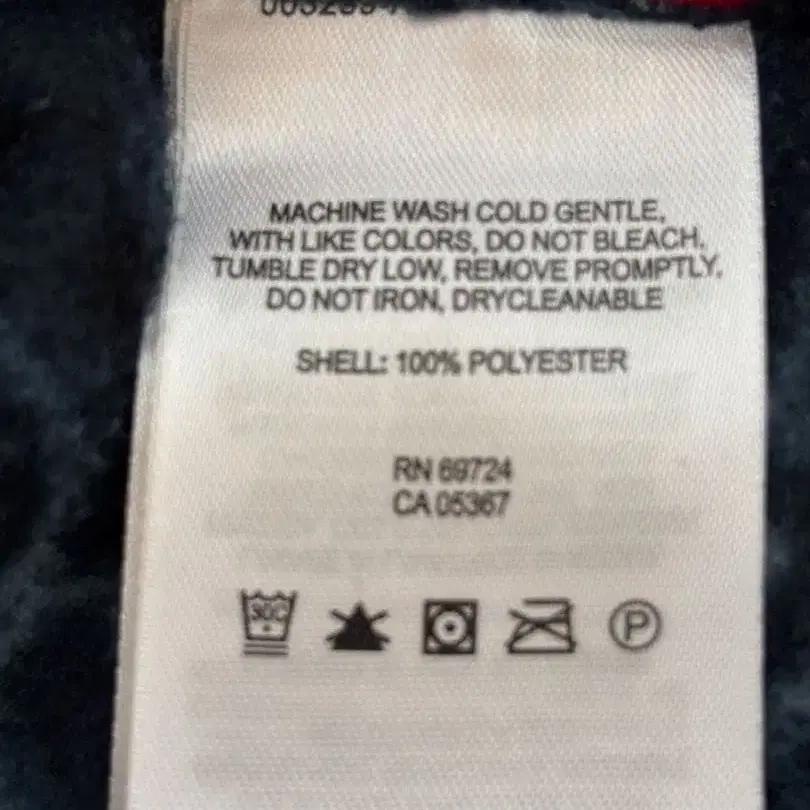 MACHINE WASH COLD GENTLE,
WITH LIKE COLORS, DO NOT BLEACH,
TUMBLE DRY LOW, REMOVE PROMPTLY,
DO NOT IRON, DRYCLEANABLE
SHELL: 100% POLYESTER
RN 69724
CA 05367
30C
P